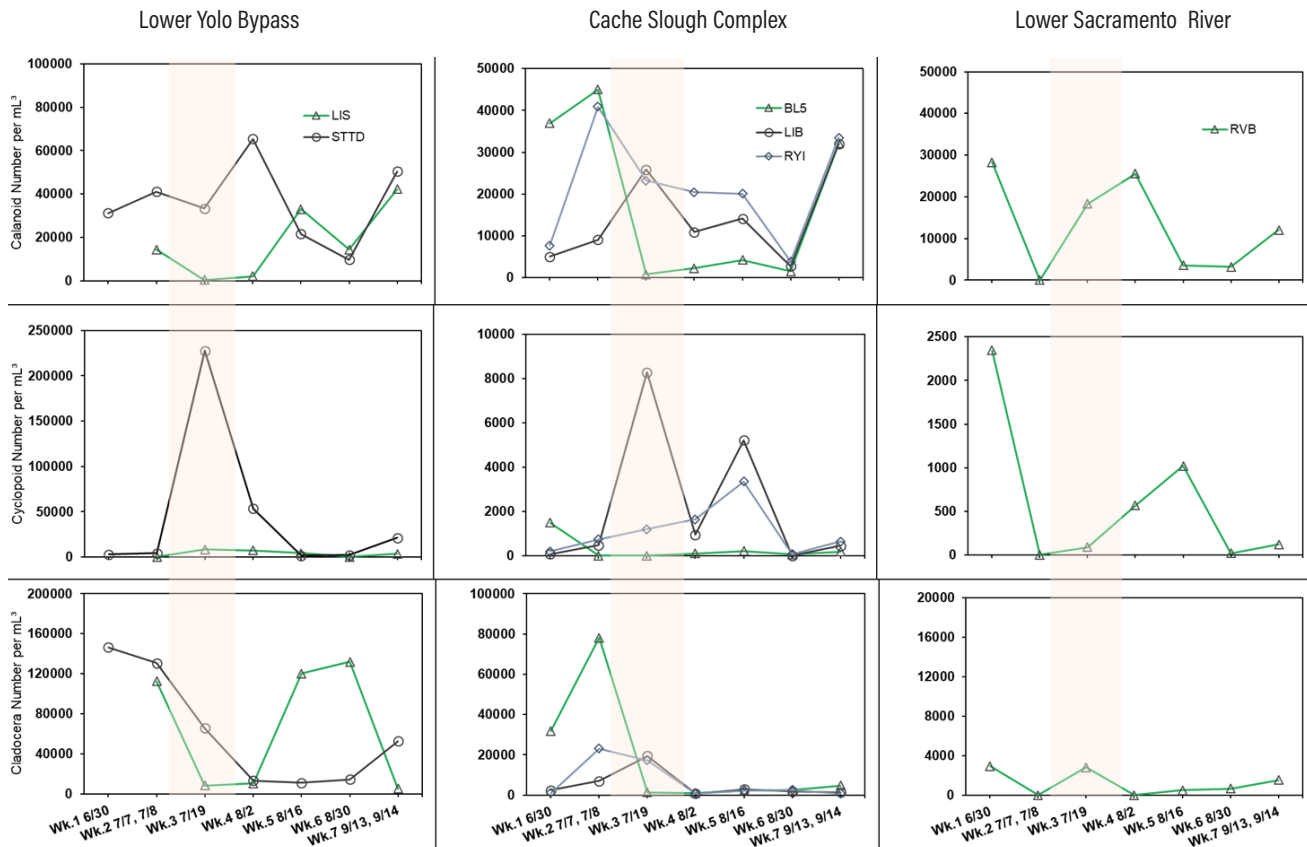 Lower Yolo Bypass
Cache Slough Complex
Lower Sacramento River
Calanoid Number per mL³
100000
80000
60000
40000
20000
0
LIS
STTD
50000
40000
30000
20000
10000
0
BL5
LIB
RYI
50000
40000
30000
20000
10000
0
RVB
Cyclopoid Number per mL³
250000
200000
150000
100000
50000
0
10000
8000
6000
4000
2000
0
2500
2000
1500
1000
500
0
Cladocera Number per mL³
200000
160000
120000
80000
40000
0
100000
80000
60000
40000
20000
0
20000
16000
12000
8000
4000
0
Wk.1 6/30
Wk.2 7/7, 7/8
Wk.3 7/19
Wk.4 8/2
Wk.5 8/16
Wk.6 8/30
Wk.7 9/13, 9/14
Wk.1 6/30
Wk.2 7/7, 7/8
Wk.3 7/19
Wk.4 8/2
Wk.5 8/16
Wk.6 8/30
Wk.7 9/13, 9/14
Wk.1 6/30
Wk.2 7/7, 7/8
Wk.3 7/19
Wk.4 8/2
Wk.5 8/16
Wk.6 8/30
Wk.7 9/13, 9/14